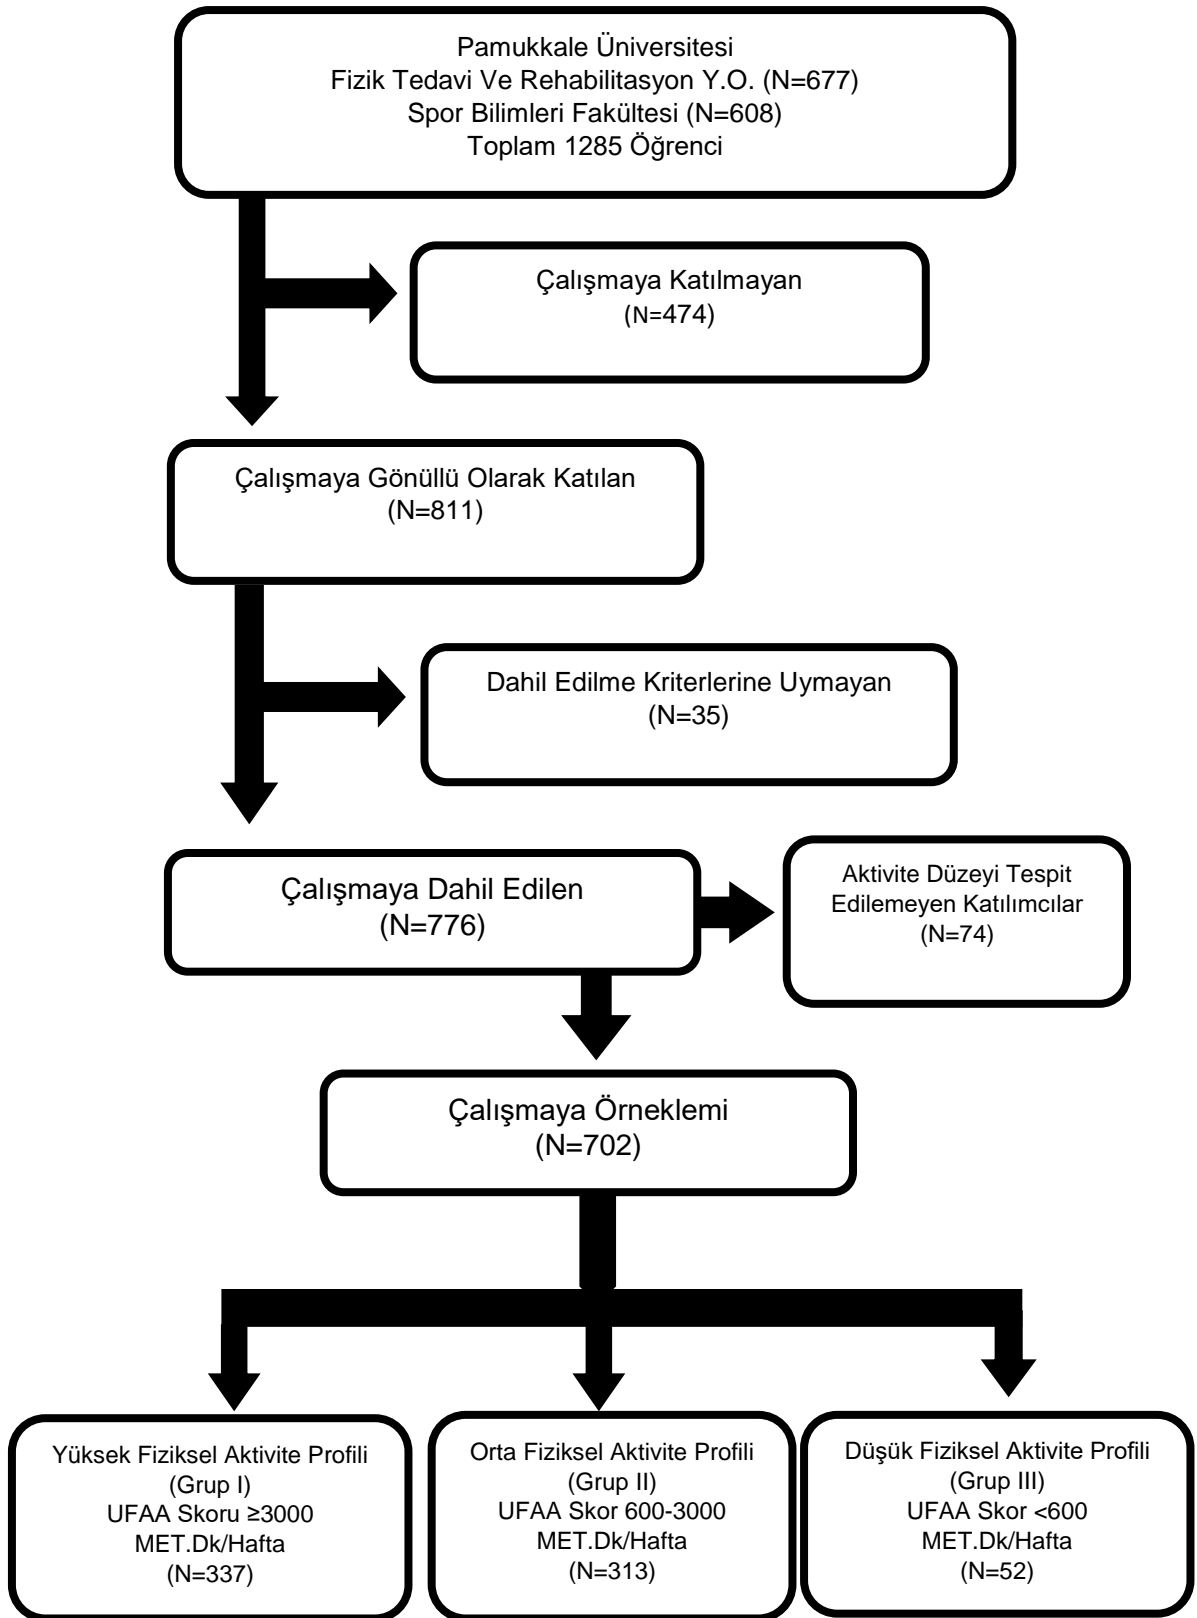 Pamukkale Üniversitesi
Fizik Tedavi Ve Rehabilitasyon Y.O. (N=677)
Spor Bilimleri Fakültesi (N=608)
Toplam 1285 Öğrenci
Çalışmaya Katılmayan
(N=474)
Çalışmaya Gönüllü Olarak Katılan
(N=811)
Dahil Edilme Kriterlerine Uymayan
(N=35)
Çalışmaya Dahil Edilen
(N=776)
Aktivite Düzeyi Tespit
Edilemeyen Katılımcılar
(N=74)
Çalışmaya Örneklemi
(N=702)
Yüksek Fiziksel Aktivite Profili
(Grup I)
UFAA Skoru ≥3000
MET.Dk/Hafta
(N=337)
Orta Fiziksel Aktivite Profili
(Grup II)
UFAA Skor 600-3000
MET.Dk/Hafta
(N=313)
Düşük Fiziksel Aktivite Profili
(Grup III)
UFAA Skor <600
MET.Dk/Hafta
(N=52)